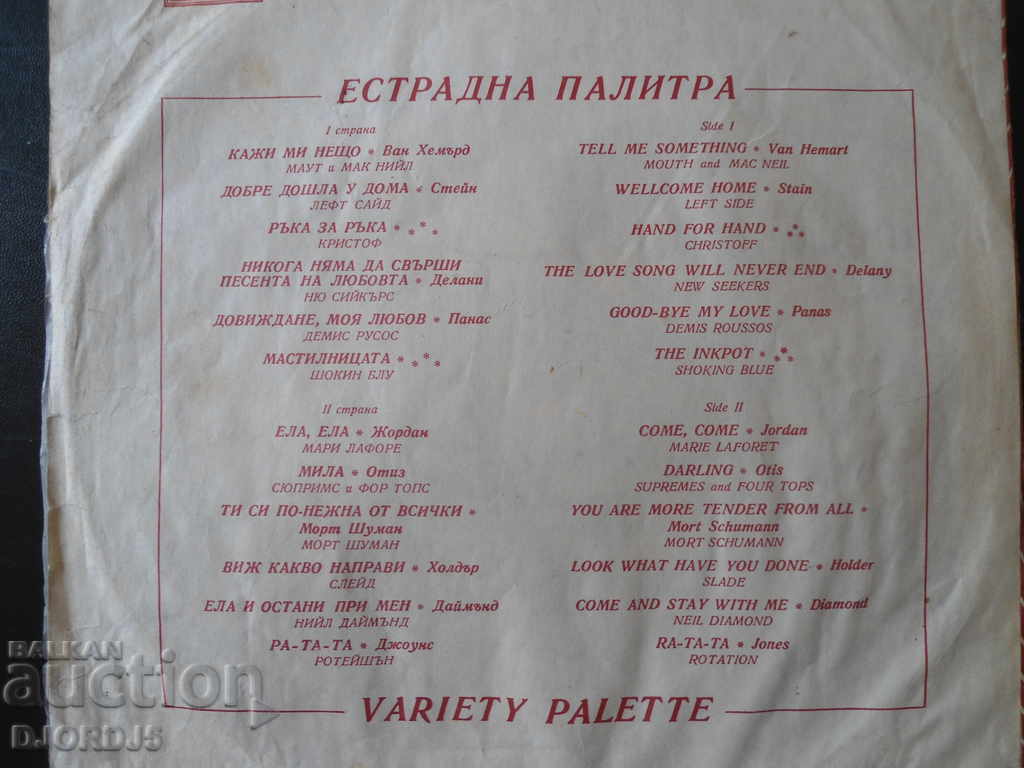 ЕСТРАДНА ПАЛИТРА
I страна
КАЖИ МИ НЕЩО • Ван Хемърд
МАУТ и МАК НИЙЛ
ДОБРЕ ДОШЛА У ДОМА • Стейн
ЛЕФТ САЙД
РЪКА ЗА РЪКА • ***
КРИСТОФ
НИКОГА НЯМА ДА СВЪРШИ
ПЕСЕНТА НА ЛЮБОВТА • Делани
НЮ СИЙКЪРС
ДОВИЖДАНЕ, МОЯ ЛЮБОВ • Панас
ДЕМИС РУСОС
МАСТИЛНИЦАТА • ***
ШОКИН БЛУ
II страна
ЕЛА, ЕЛА • Жордан
МАРИ ЛАФОРЕ
МИЛА • Отиз
СЮПРИМС и ФОР ТОПС
ТИ СИ ПО-НЕЖНА ОТ ВСИЧКИ •
Морт Шуман
МОРТ ШУМАН
ВИЖ КАКВО НАПРАВИ • Холдър
СЛЕЙД
ЕЛА И ОСТАНИ ПРИ МЕН • Даймънд
НИЙЛ ДАЙМЪНД
РА-ТА-ТА • Джоунс
РОТЕЙШЪН
Side I
TELL ME SOMETHING • Van Hemart
MOUTH and MAC NEIL
WELLCOME HOME • Stain
LEFT SIDE
HAND FOR HAND • ***
CHRISTOFF
THE LOVE SONG WILL NEVER END • Delany
NEW SEEKERS
GOOD-BYE MY LOVE • Panas
DEMIS ROUSSOS
THE INKPOT • ***
SHOKING BLUE
Side II
COME, COME • Jordan
MARIE LAFORET
DARLING • Otis
SUPREMES and FOUR TOPS
YOU ARE MORE TENDER FROM ALL •
Mort Schumann
MORT SCHUMANN
LOOK WHAT HAVE YOU DONE • Holder
SLADE
COME AND STAY WITH ME • Diamond
NEIL DIAMOND
RA-TA-TA • Jones
ROTATION
VARIETY PALETTE
BALKAN
auction
DJORDJ5